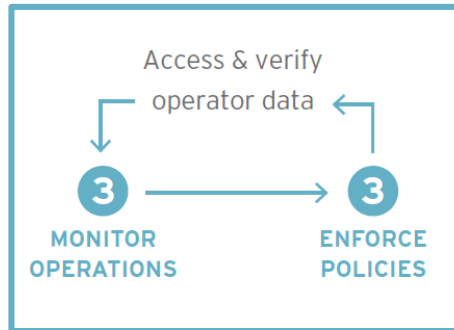 Access & verify
operator data
3
3
MONITOR
OPERATIONS
ENFORCE
POLICIES